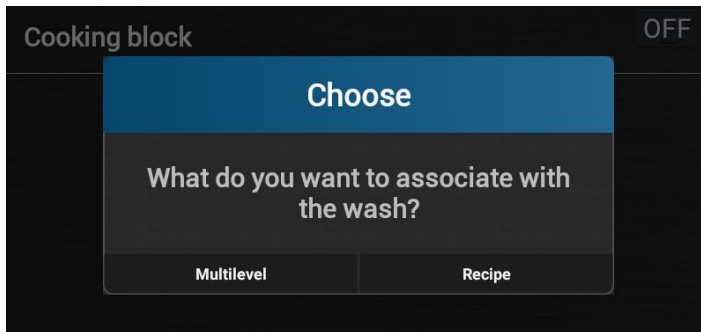 Cooking block
OFF
Choose
What do you want to associate with
the wash?
Multilevel
Recipe